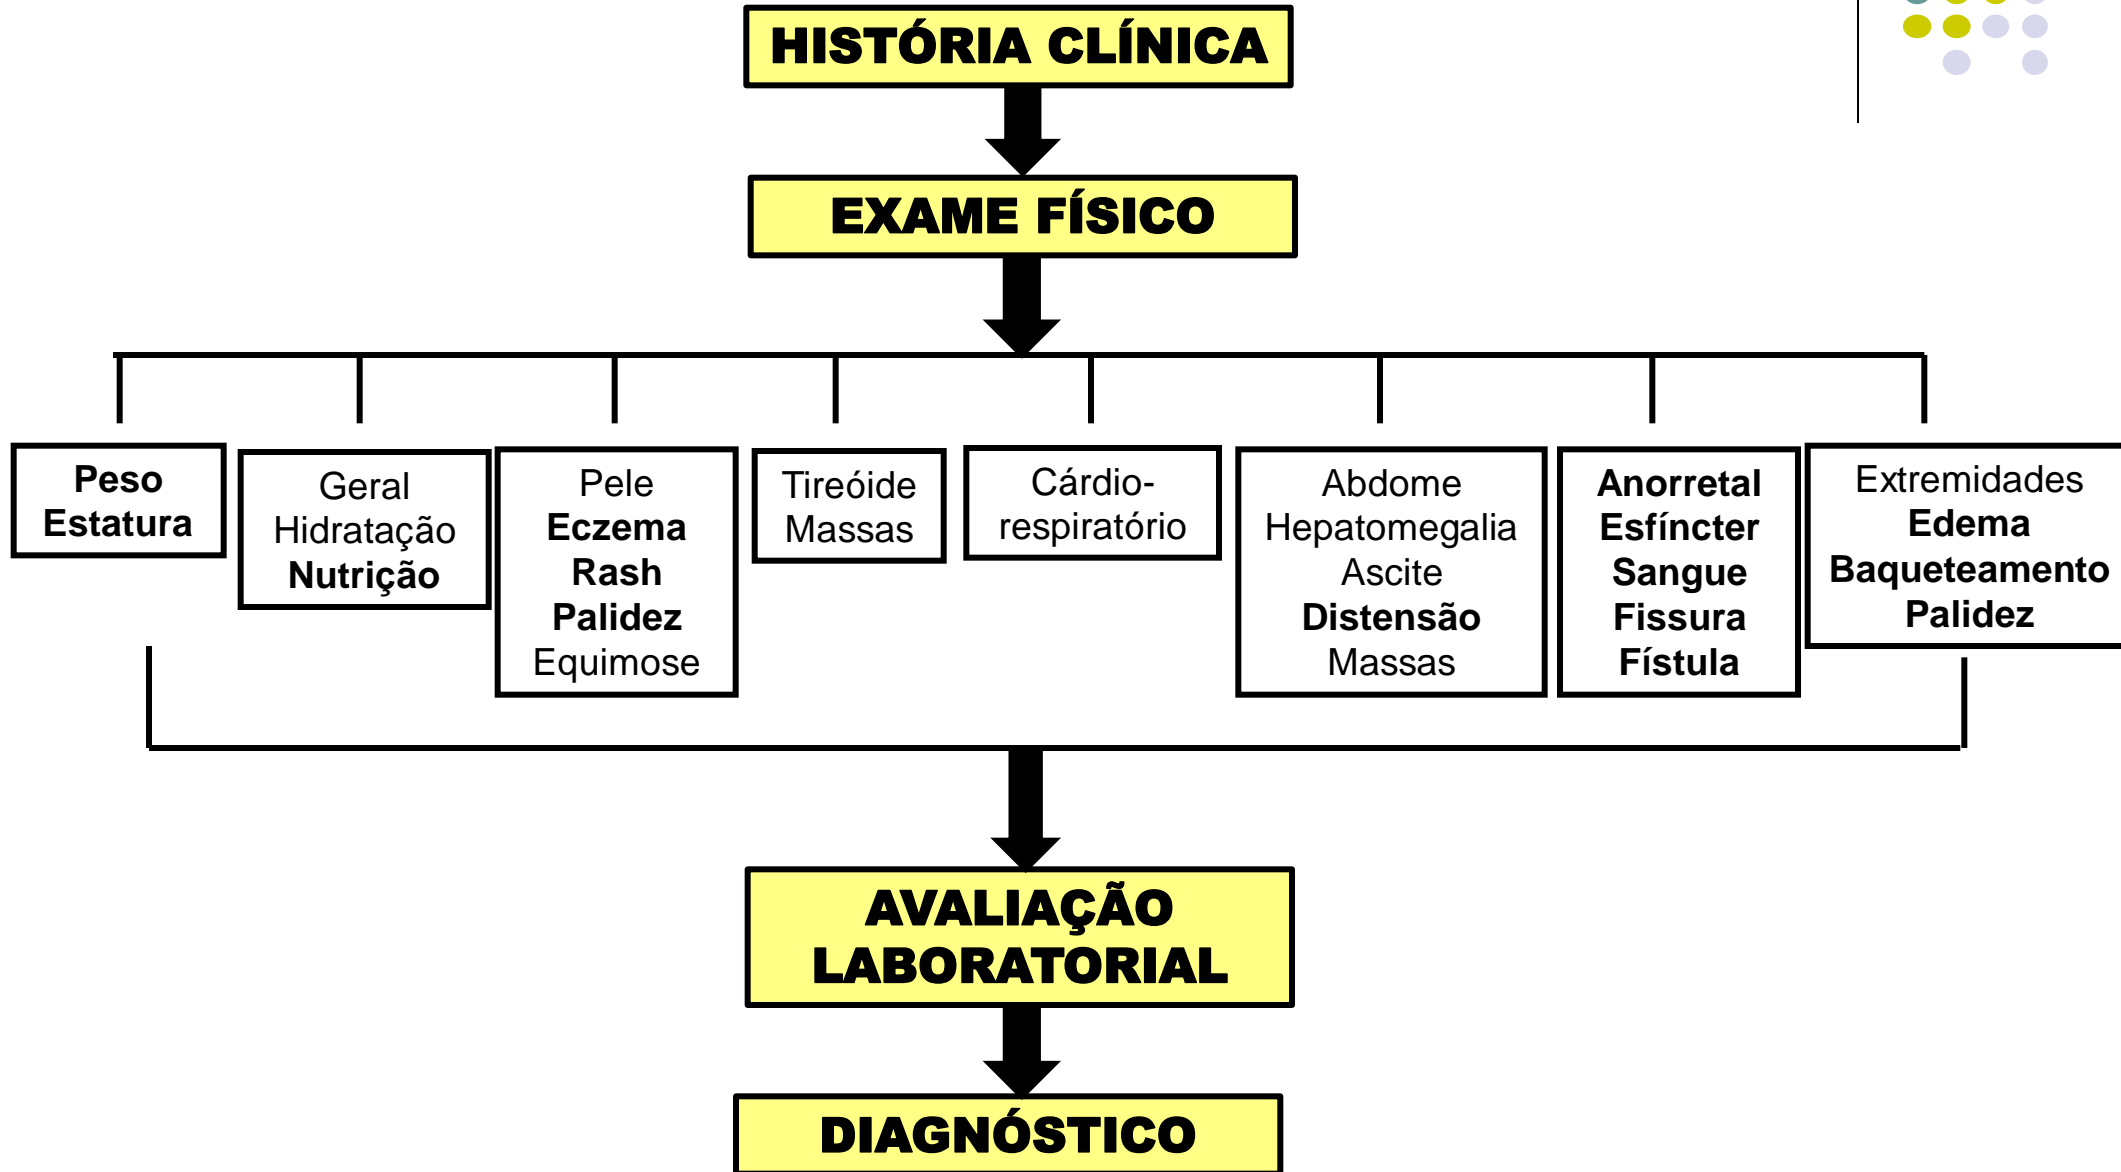 HISTÓRIA CLÍNICA
EXAME FÍSICO
Peso
Estatura
Geral
Hidratação
Nutrição
Pele
Eczema
Rash
Palidez
Equimose
Tireóide
Massas
Cárdio-
respiratório
Abdome
Hepatomegalia
Ascite
Distensão
Massas
Anorretal
Esfíncter
Sangue
Fissura
Fístula
Extremidades
Edema
Baqueteamento
Palidez
AVALIAÇÃO
LABORATORIAL
DIAGNÓSTICO